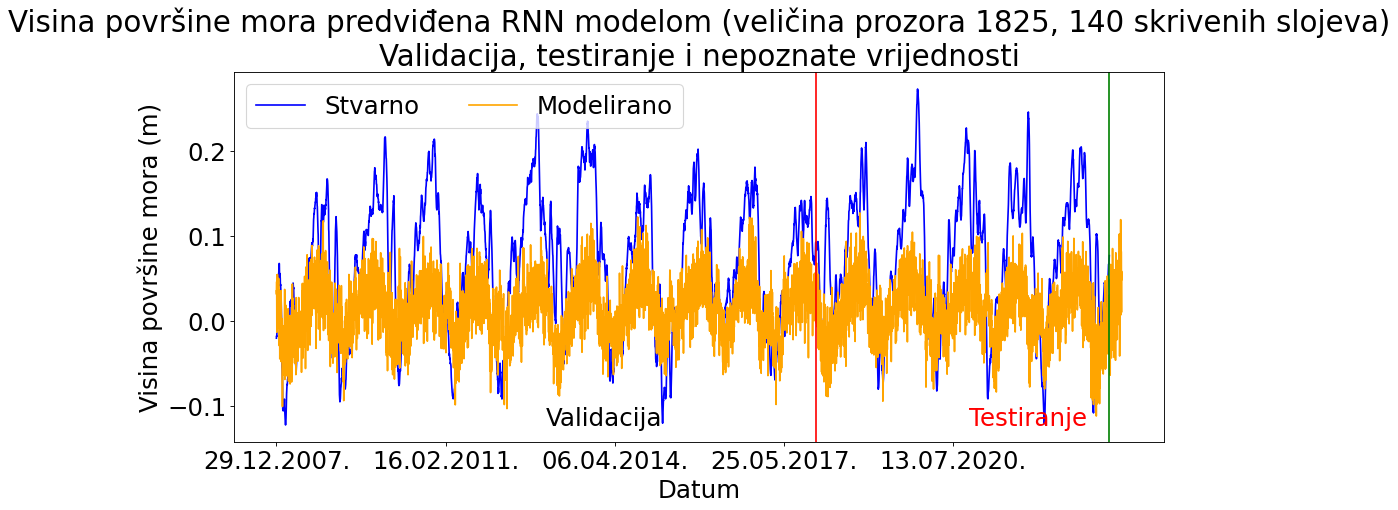 Visina površine mora predviđena RNN modelom (veličina prozora 1825, 140 skrivenih slojeva)
Validacija, testiranje i nepoznate vrijednosti
Stvarno
Modelirano
Visina površine mora (m)
0.2
0.1
0.0
−0.1
Validacija
Testiranje
29.12.2007.
16.02.2011.
06.04.2014.
25.05.2017.
13.07.2020.
Datum